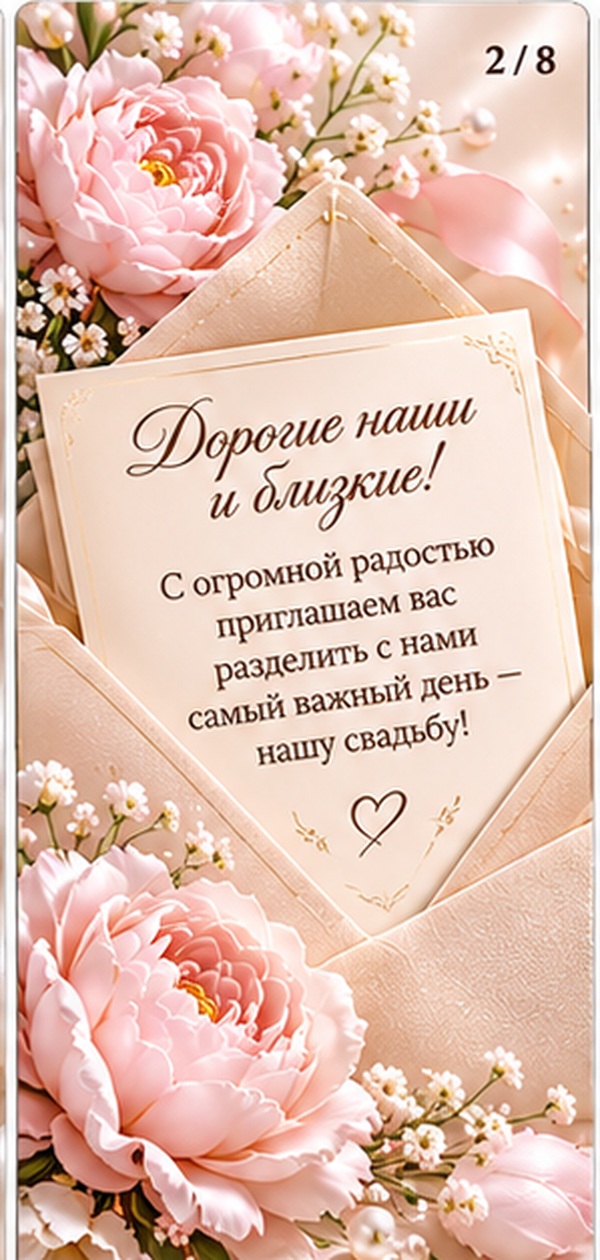 2 / 8
Дорогие наши
и близкие!
С огромной радостью
приглашаем вас
разделить с нами
самый важный день —
нашу свадьбу!